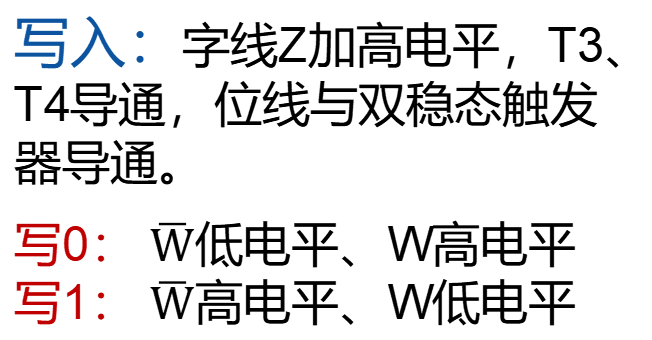 写入：字线Z加高电平，T3、
T4导通，位线与双稳态触发
器导通。
写0： W̅低电平、W高电平
写1： W̅高电平、W低电平